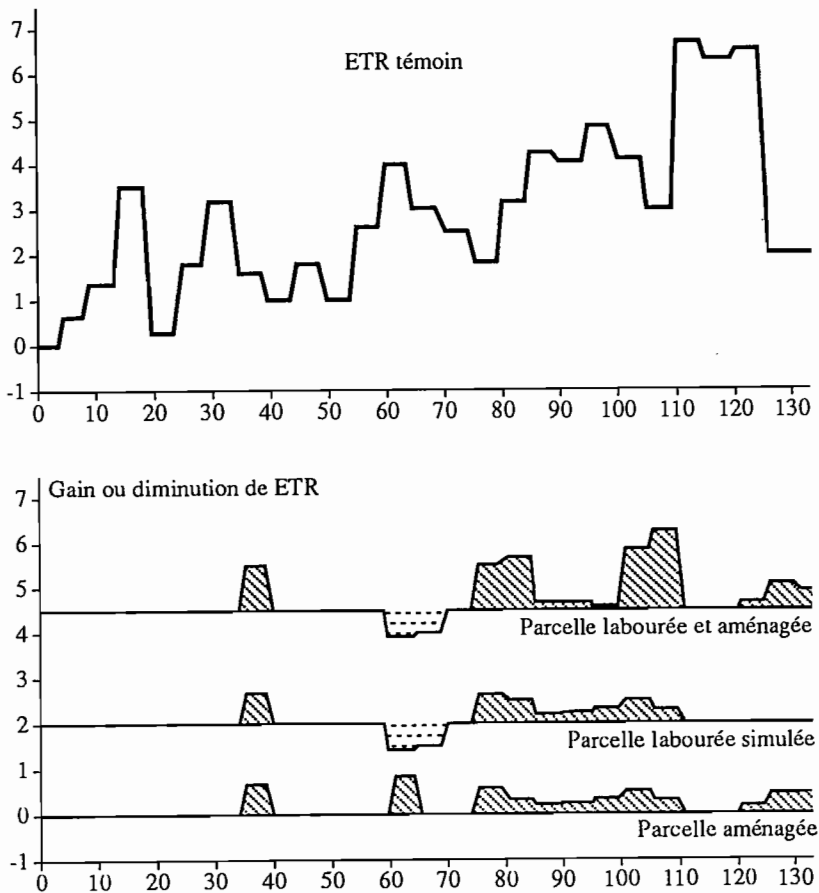 7
ETR témoin
6
5
4
3
2
1
0
-1
0 10 20 30 40 50 60 70 80 90 100 110 120 130
7
Gain ou diminution de ETR
6
5
Parcelle labourée et aménagée
4
3
2
Parcelle labourée simulée
1
0
Parcelle aménagée
-1
0 10 20 30 40 50 60 70 80 90 100 110 120 130